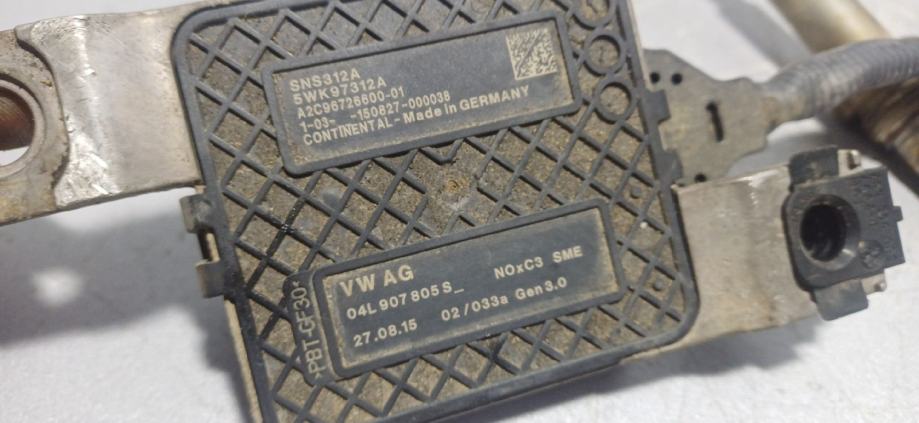 SNS312A
5WK97312A
A2C96726600-01
1-03- -150827-000038
CONTINENTAL - Made in GERMANY
VW AG NOxC3 SME
04L 907 805 S_
27.08.15 02/033a Gen3.0
>PBT-GF30<